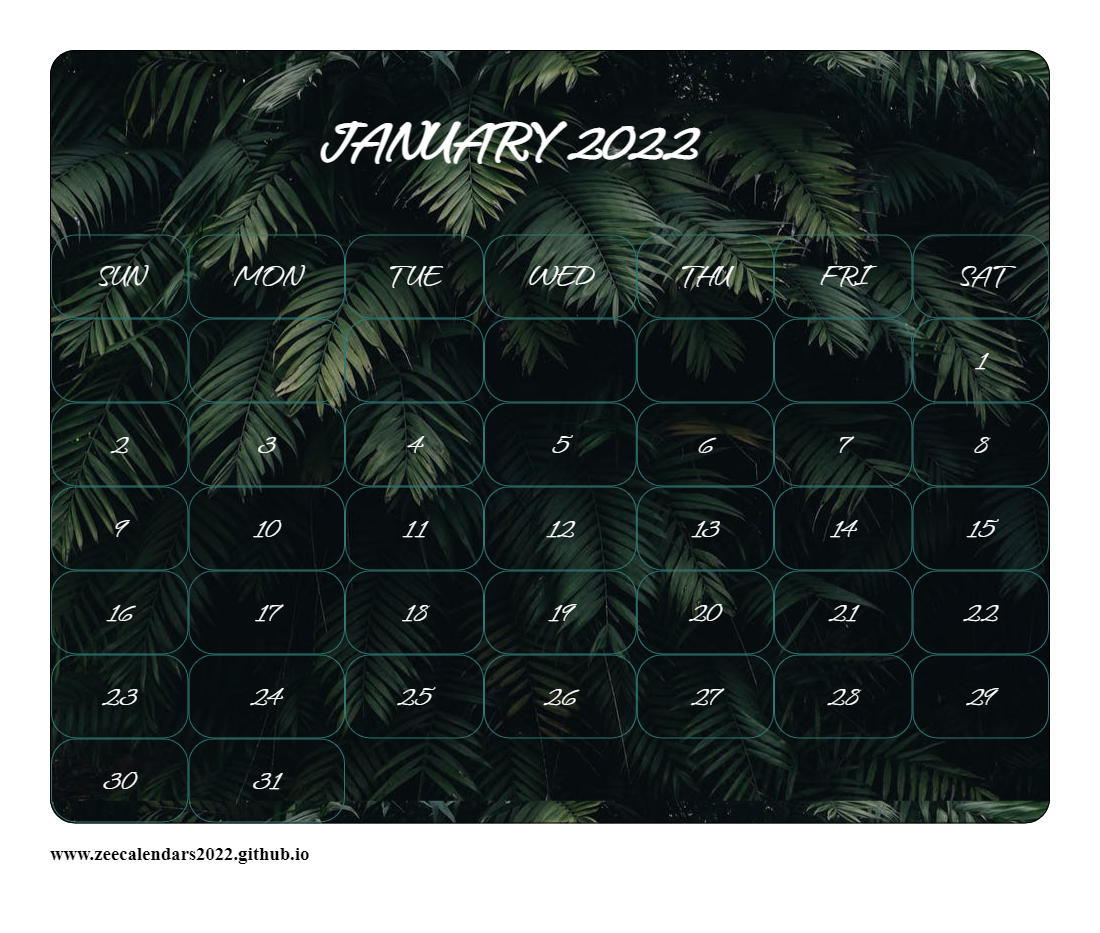 JANUARY 2022
SUN MON TUE WED THU FRI SAT
1
2 3 4 5 6 7 8
9 10 11 12 13 14 15
16 17 18 19 20 21 22
23 24 25 26 27 28 29
30 31
www.zeecalendars2022.github.io